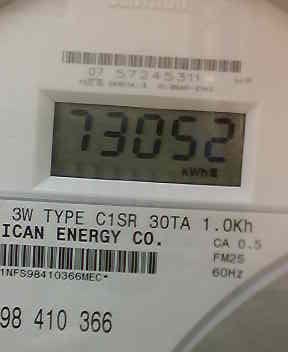 07 57245311
73052
kWh
3W TYPE C1SR 30TA 1.0Kh
ICAN ENERGY CO.
CA 0.5
FM2S
60Hz
1NFS98410366MEC*
98 410 366